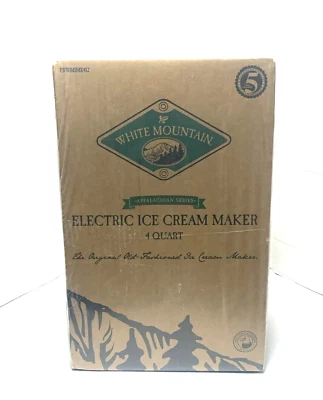 5
WHITE MOUNTAIN
APPALACHIAN SERIES
ELECTRIC ICE CREAM MAKER
4 QUART
The Original Old-Fashioned Ice Cream Maker.